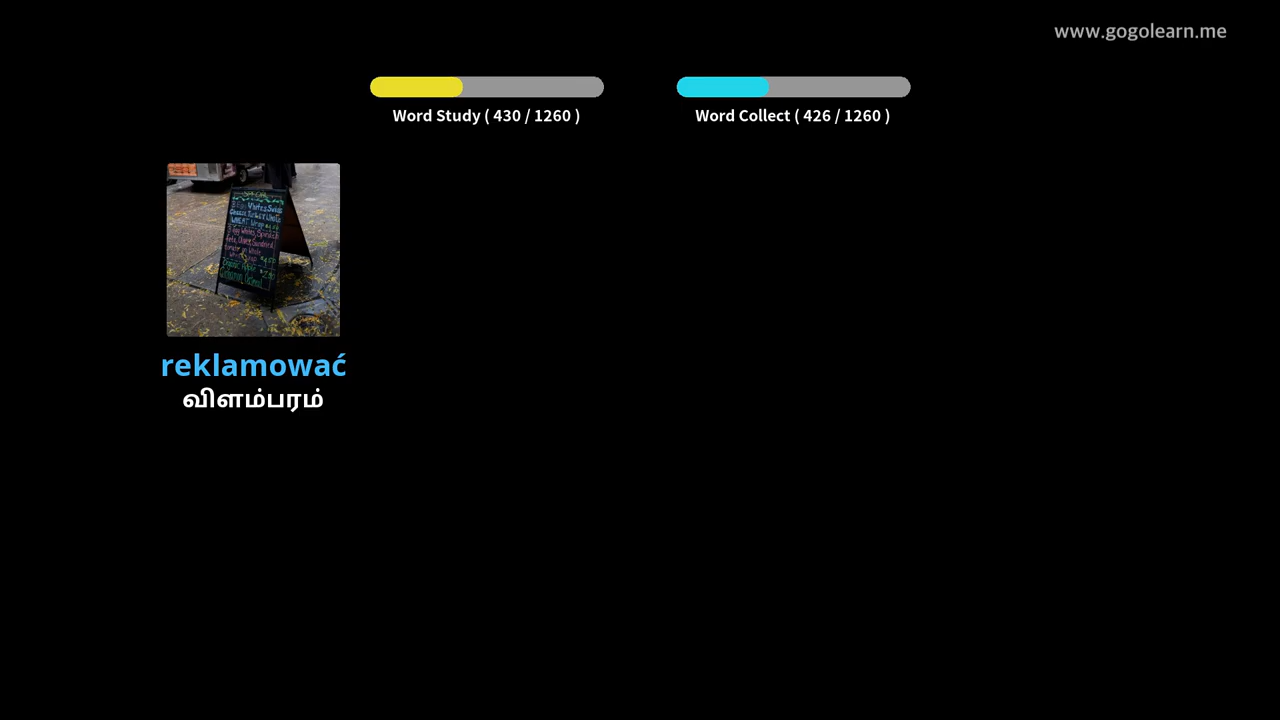 www.gogolearn.me
Word Study ( 430 / 1260 )
Word Collect ( 426 / 1260 )
reklamować
விளம்பரம்